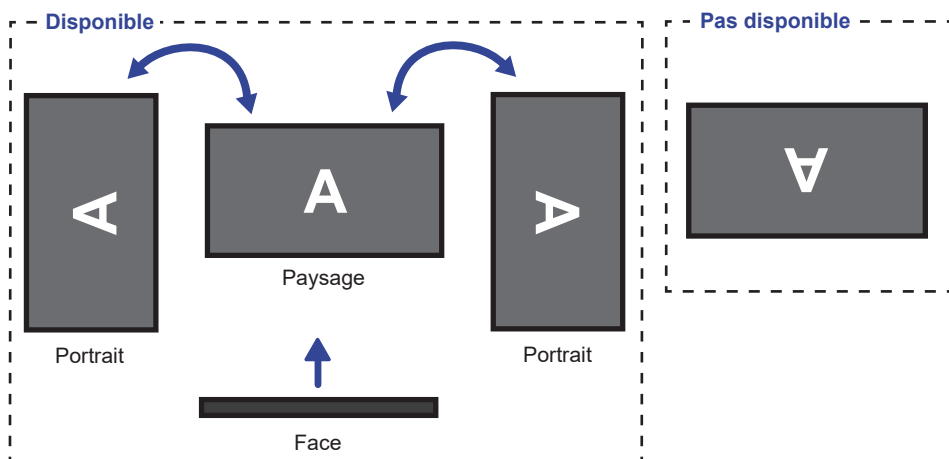 Disponible
Pas disponible
A
A
A
A
Paysage
Portrait
Portrait
Face